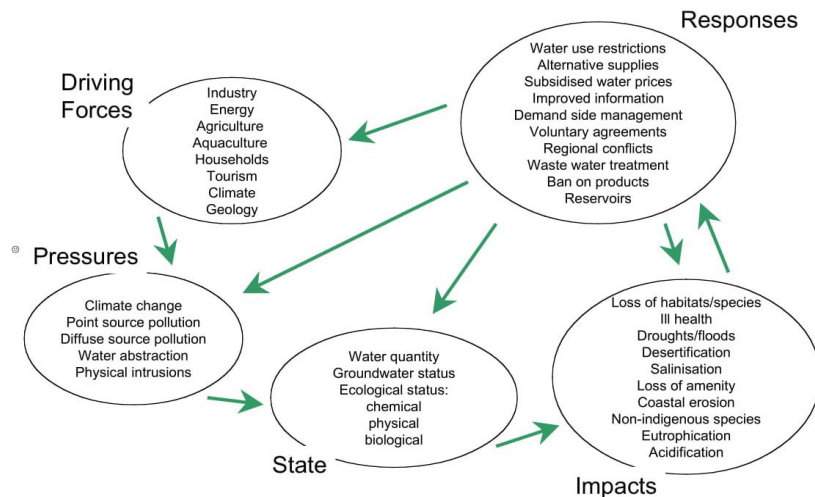 Responses
Water use restrictions
Alternative supplies
Subsidised water prices
Improved information
Demand side management
Voluntary agreements
Regional conflicts
Waste water treatment
Ban on products
Reservoirs
Driving
Forces
Industry
Energy
Agriculture
Aquaculture
Households
Tourism
Climate
Geology
Pressures
Climate change
Point source pollution
Diffuse source pollution
Water abstraction
Physical intrusions
Water quantity
Groundwater status
Ecological status:
chemical
physical
biological
State
Loss of habitats/species
Ill health
Droughts/floods
Desertification
Salinisation
Loss of amenity
Coastal erosion
Non-indigenous species
Eutrophication
Acidification
Impacts